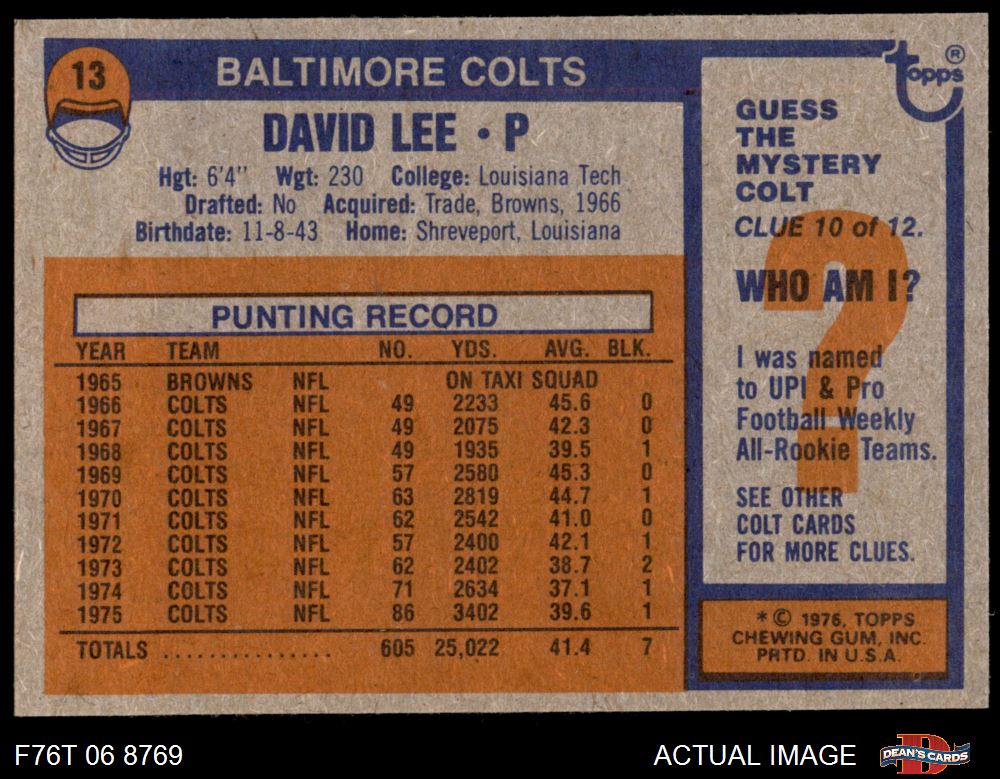 13
BALTIMORE COLTS
DAVID LEE · P
Hgt: 6'4" Wgt: 230 College: Louisiana Tech
Drafted: No Acquired: Trade, Browns, 1966
Birthdate: 11-8-43 Home: Shreveport, Louisiana
PUNTING RECORD
YEAR TEAM NO. YDS. AVG. BLK.
1965 BROWNS NFL ON TAXI SQUAD
1966 COLTS NFL 49 2233 45.6 0
1967 COLTS NFL 49 2075 42.3 0
1968 COLTS NFL 49 1935 39.5 1
1969 COLTS NFL 57 2580 45.3 0
1970 COLTS NFL 63 2819 44.7 1
1971 COLTS NFL 62 2542 41.0 0
1972 COLTS NFL 57 2400 42.1 1
1973 COLTS NFL 62 2402 38.7 2
1974 COLTS NFL 71 2634 37.1 1
1975 COLTS NFL 86 3402 39.6 1
TOTALS ............... 605 25,022 41.4 7
topps ®
GUESS
THE
MYSTERY
COLT
CLUE 10 of 12.
WHO AM I?
?
I was named
to UPI & Pro
Football Weekly
All-Rookie Teams.
SEE OTHER
COLT CARDS
FOR MORE CLUES.
* © 1976, TOPPS
CHEWING GUM, INC.
PRTD. IN U.S.A.
F76T 06 8769
ACTUAL IMAGE
DEAN'S CARDS